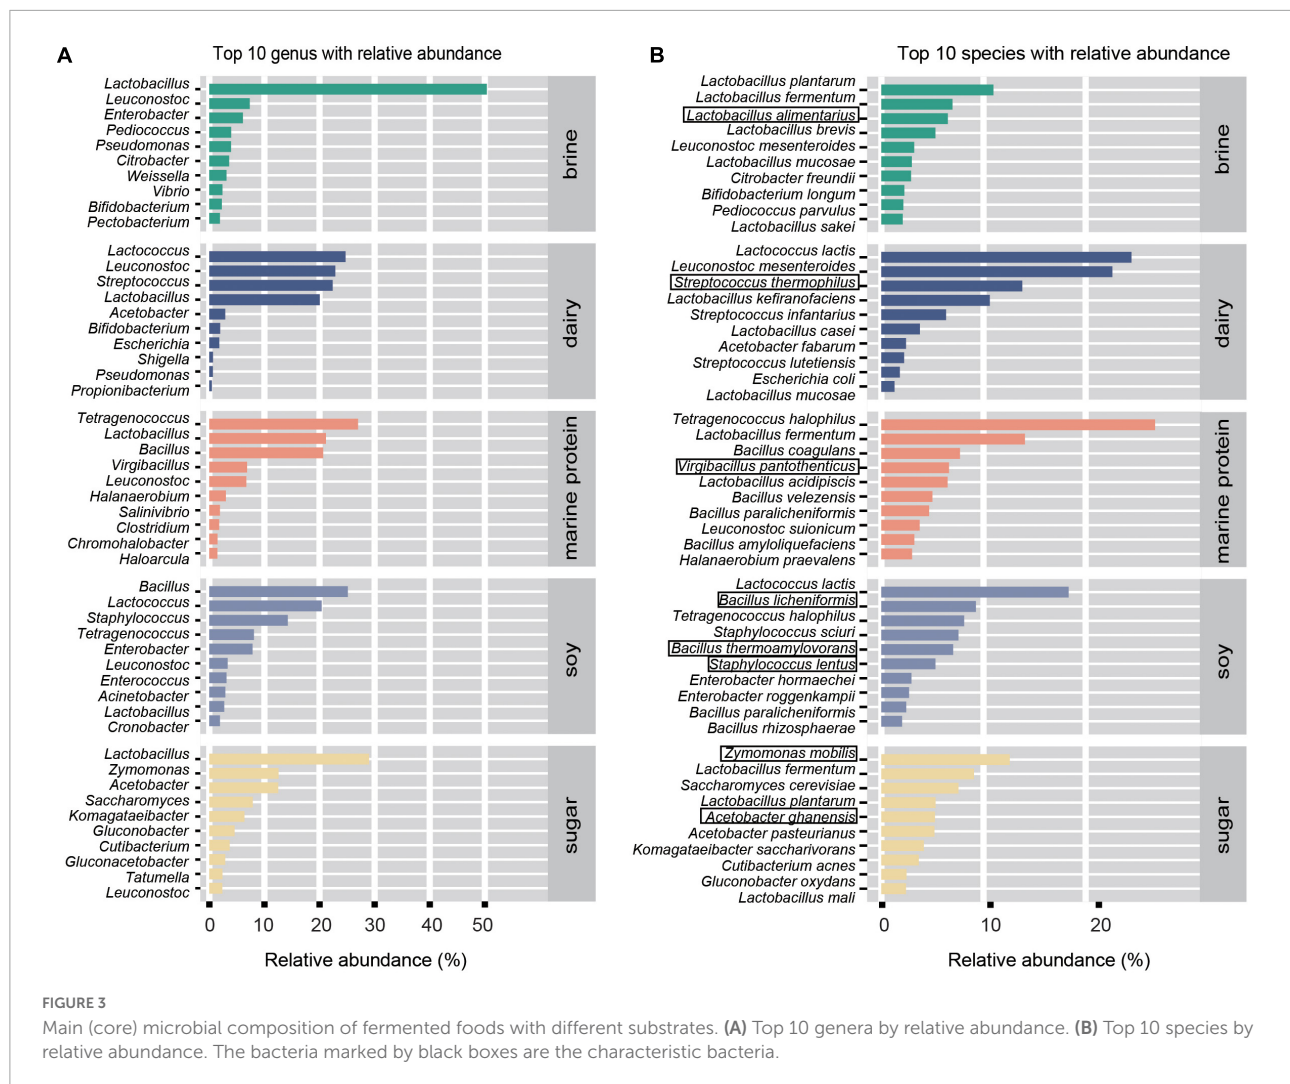 A
Top 10 genus with relative abundance
Lactobacillus
Leuconostoc
Enterobacter
Pediococcus
Pseudomonas
Citrobacter
Weissella
Vibrio
Bifidobacterium
Pectobacterium
brine
Lactococcus
Leuconostoc
Streptococcus
Lactobacillus
Acetobacter
Bifidobacterium
Escherichia
Shigella
Pseudomonas
Propionibacterium
dairy
Tetragenococcus
Lactobacillus
Bacillus
Virgibacillus
Leuconostoc
Halanaerobium
Salinivibrio
Clostridium
Chromohalobacter
Haloarcula
marine protein
Bacillus
Lactococcus
Staphylococcus
Tetragenococcus
Enterobacter
Leuconostoc
Enterococcus
Acinetobacter
Lactobacillus
Cronobacter
soy
Lactobacillus
Zymomonas
Acetobacter
Saccharomyces
Komagataeibacter
Gluconobacter
Cutibacterium
Gluconacetobacter
Tatumella
Leuconostoc
sugar
0 10 20 30 40 50
Relative abundance (%)
B
Top 10 species with relative abundance
Lactobacillus plantarum
Lactobacillus fermentum
Lactobacillus alimentarius
Lactobacillus brevis
Leuconostoc mesenteroides
Lactobacillus mucosae
Citrobacter freundii
Bifidobacterium longum
Pediococcus parvulus
Lactobacillus sakei
brine
Lactococcus lactis
Leuconostoc mesenteroides
Streptococcus thermophilus
Lactobacillus kefiranofaciens
Streptococcus infantarius
Lactobacillus casei
Acetobacter fabarum
Streptococcus lutetiensis
Escherichia coli
Lactobacillus mucosae
dairy
Tetragenococcus halophilus
Lactobacillus fermentum
Bacillus coagulans
Virgibacillus pantothenticus
Lactobacillus acidipiscis
Bacillus velezensis
Bacillus paralicheniformis
Leuconostoc suionicum
Bacillus amyloliquefaciens
Halanaerobium praevalens
marine protein
Lactococcus lactis
Bacillus licheniformis
Tetragenococcus halophilus
Staphylococcus sciuri
Bacillus thermoamylovorans
Staphylococcus lentus
Enterobacter hormaechei
Enterobacter roggenkampii
Bacillus paralicheniformis
Bacillus rhizosphaerae
soy
Zymomonas mobilis
Lactobacillus fermentum
Saccharomyces cerevisiae
Lactobacillus plantarum
Acetobacter ghanensis
Acetobacter pasteurianus
Komagataeibacter saccharivorans
Cutibacterium acnes
Gluconobacter oxydans
Lactobacillus mali
sugar
0 10 20
Relative abundance (%)
FIGURE 3
Main (core) microbial composition of fermented foods with different substrates. (A) Top 10 genera by relative abundance. (B) Top 10 species by
relative abundance. The bacteria marked by black boxes are the characteristic bacteria.